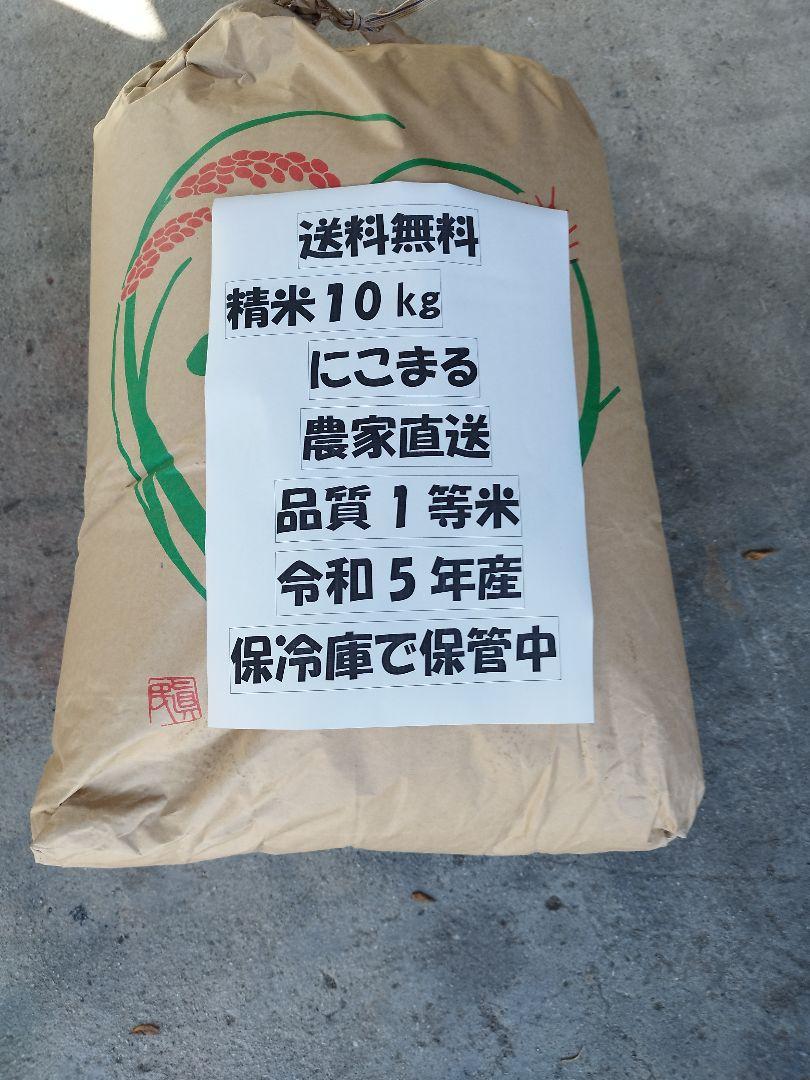 送料無料
精米10kg
にこまる
農家直送
品質1等米
令和5年産
保冷庫で保管中